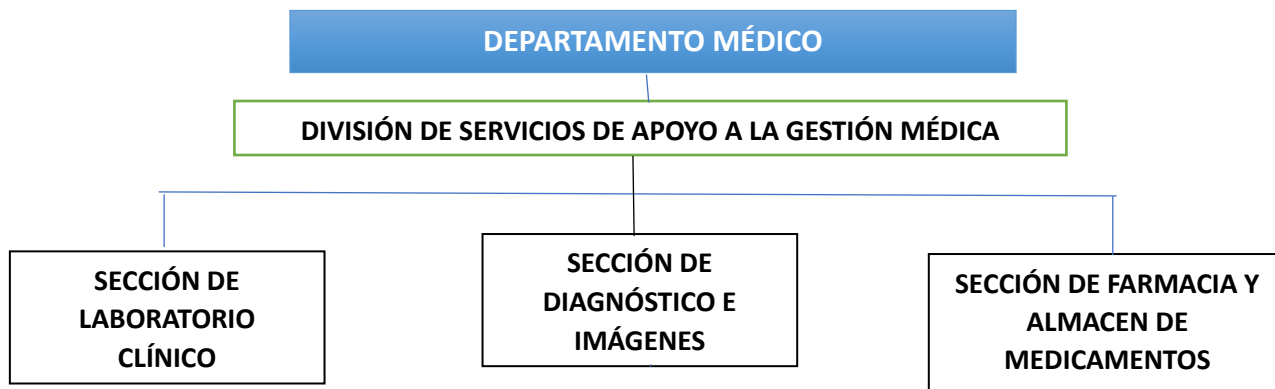 DEPARTAMENTO MÉDICO
DIVISIÓN DE SERVICIOS DE APOYO A LA GESTIÓN MÉDICA
SECCIÓN DE
LABORATORIO
CLÍNICO
SECCIÓN DE
DIAGNÓSTICO E
IMÁGENES
SECCIÓN DE FARMACIA Y
ALMACEN DE
MEDICAMENTOS